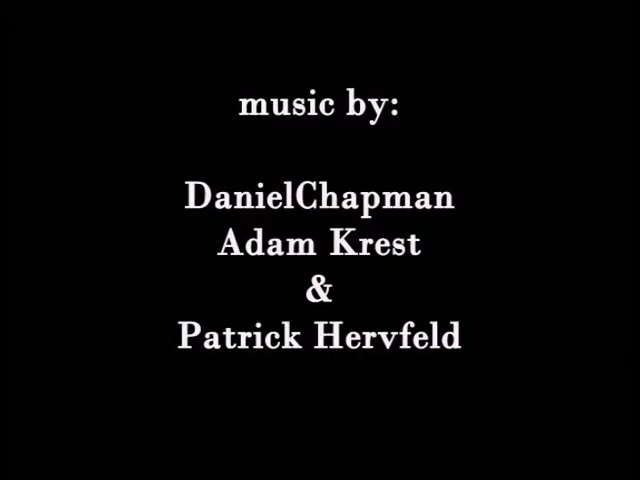 music by:
DanielChapman
Adam Krest
&
Patrick Hervfeld